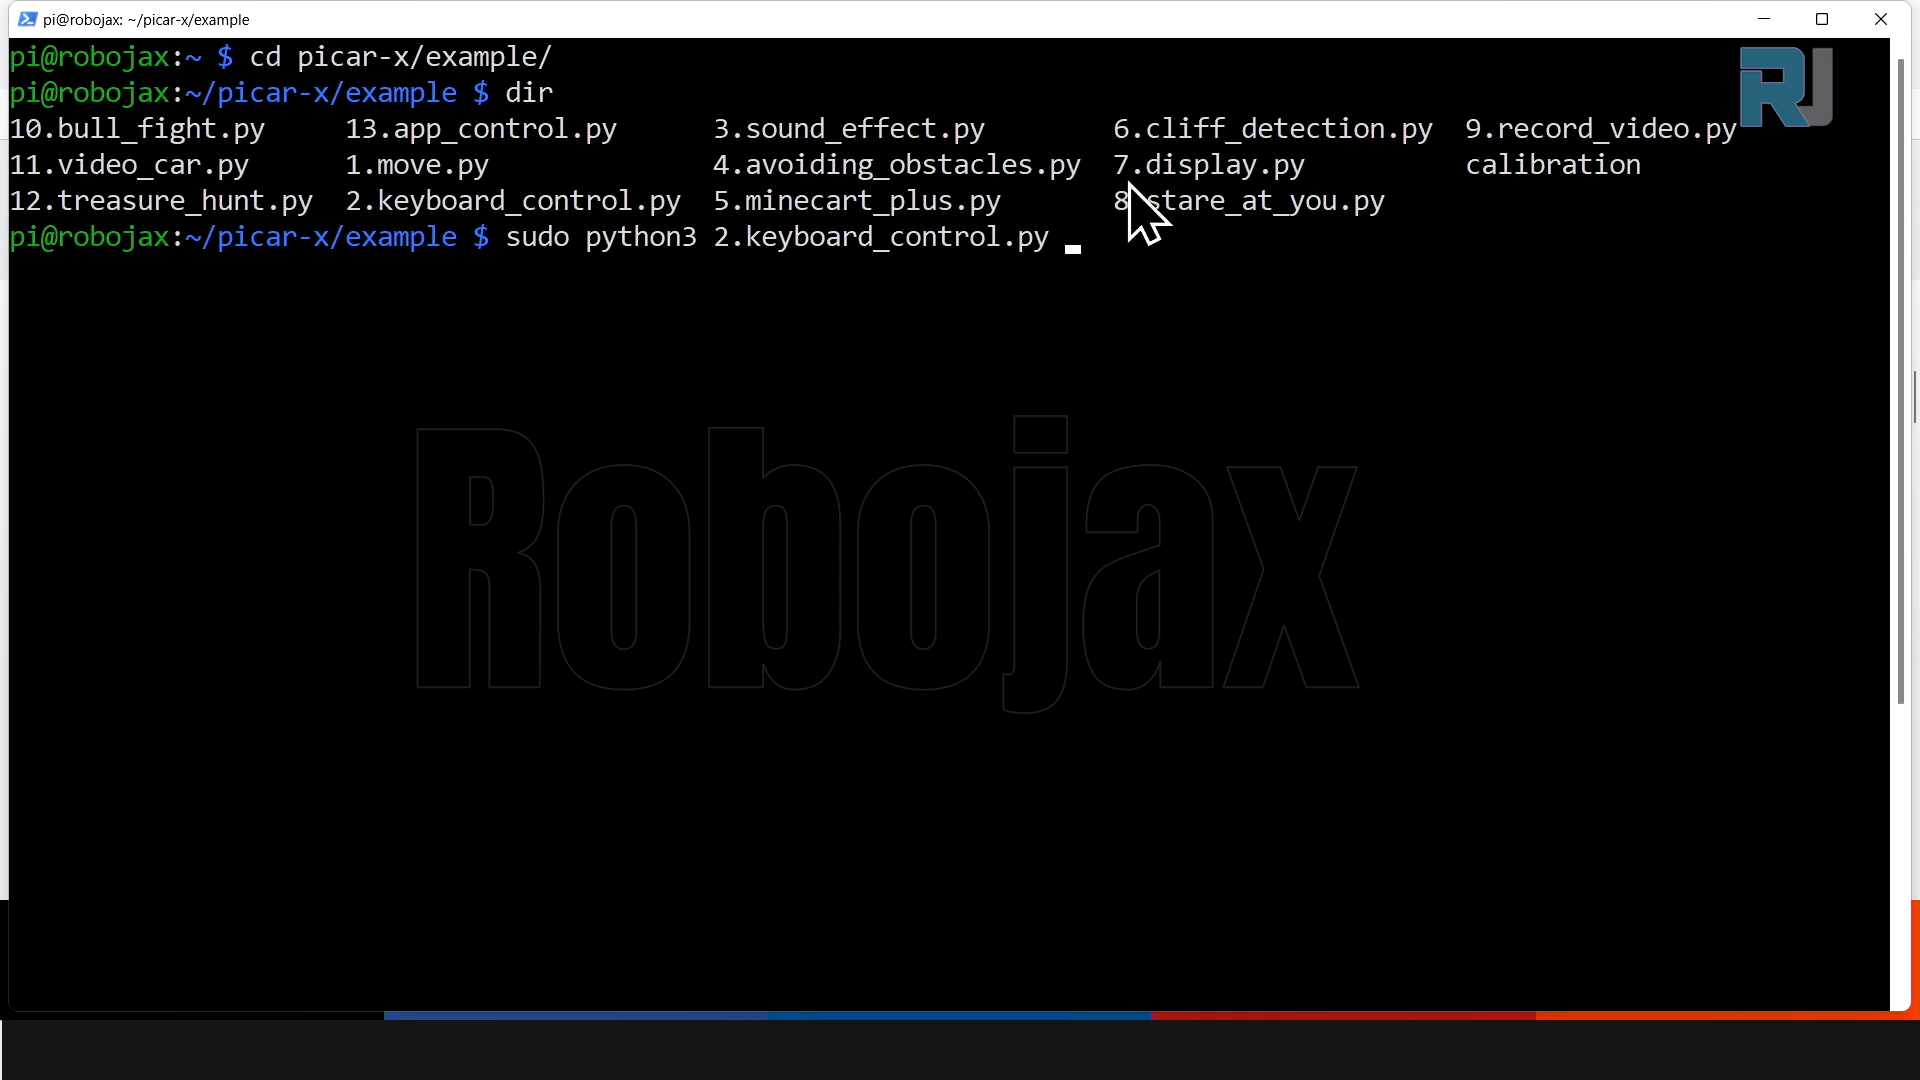 pi@robojax: ~/picar-x/example
pi@robojax:~ $ cd picar-x/example/
pi@robojax:~/picar-x/example $ dir
10.bull_fight.py 13.app_control.py 3.sound_effect.py 6.cliff_detection.py 9.record_video.py
11.video_car.py 1.move.py 4.avoiding_obstacles.py 7.display.py calibration
12.treasure_hunt.py 2.keyboard_control.py 5.minecart_plus.py 8.stare_at_you.py
pi@robojax:~/picar-x/example $ sudo python3 2.keyboard_control.py
RJ
Robojax